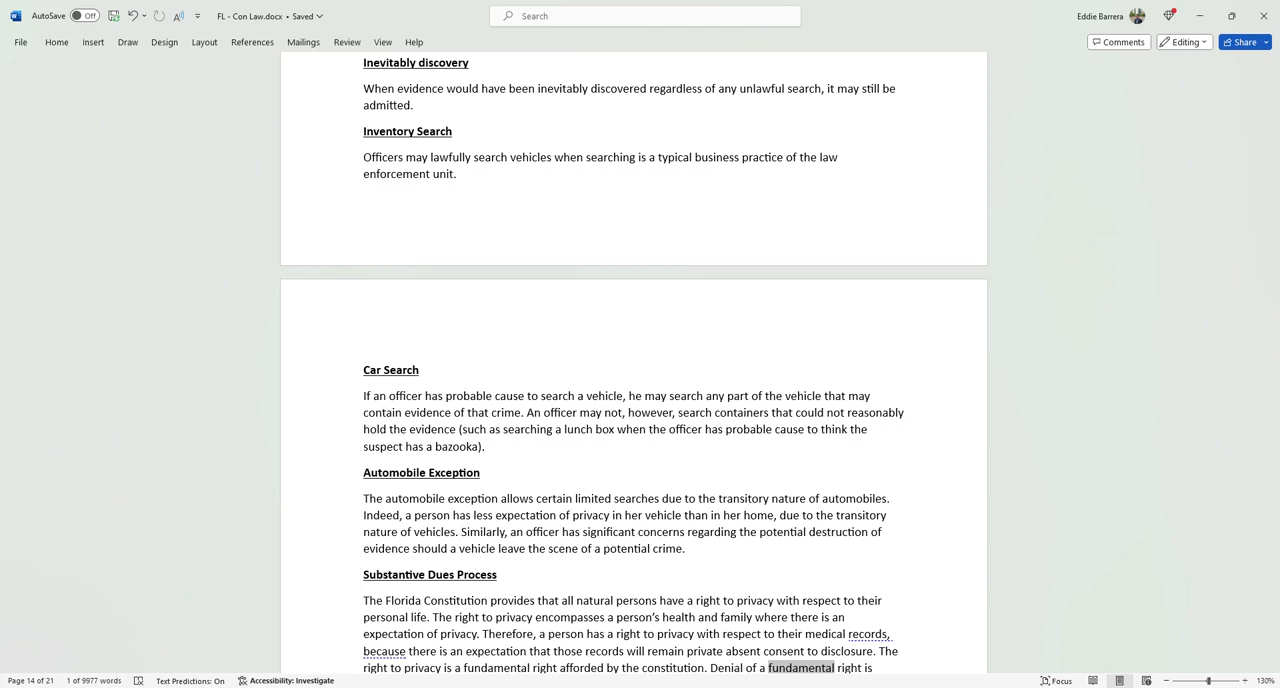 AutoSave Off FL - Con Law.docx • Saved Search Eddie Barrera
File Home Insert Draw Design Layout References Mailings Review View Help Comments Editing Share
Inevitably discovery
When evidence would have been inevitably discovered regardless of any unlawful search, it may still be
admitted.
Inventory Search
Officers may lawfully search vehicles when searching is a typical business practice of the law
enforcement unit.
Car Search
If an officer has probable cause to search a vehicle, he may search any part of the vehicle that may
contain evidence of that crime. An officer may not, however, search containers that could not reasonably
hold the evidence (such as searching a lunch box when the officer has probable cause to think the
suspect has a bazooka).
Automobile Exception
The automobile exception allows certain limited searches due to the transitory nature of automobiles.
Indeed, a person has less expectation of privacy in her vehicle than in her home, due to the transitory
nature of vehicles. Similarly, an officer has significant concerns regarding the potential destruction of
evidence should a vehicle leave the scene of a potential crime.
Substantive Dues Process
The Florida Constitution provides that all natural persons have a right to privacy with respect to their
personal life. The right to privacy encompasses a person's health and family where there is an
expectation of privacy. Therefore, a person has a right to privacy with respect to their medical records,
because there is an expectation that those records will remain private absent consent to disclosure. The
right to privacy is a fundamental right afforded by the constitution. Denial of a fundamental right is
Page 14 of 21 1 of 9977 words Text Predictions: On Accessibility: Investigate Focus 130%